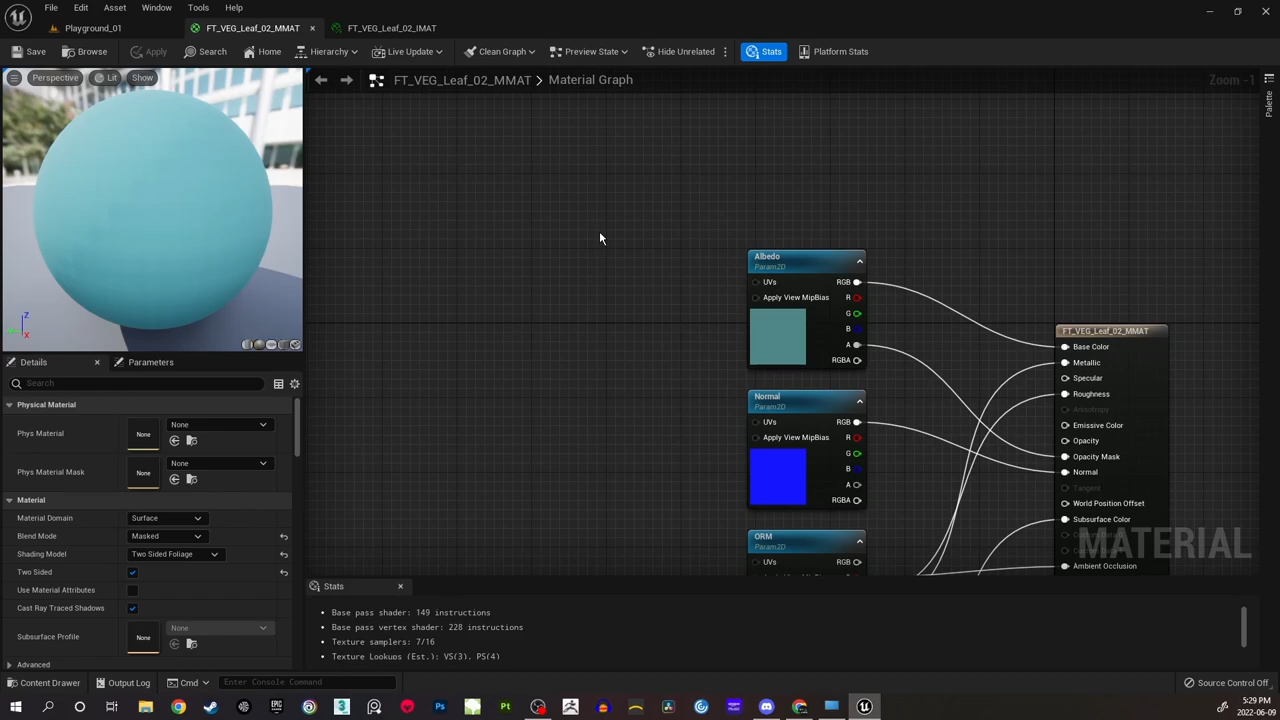 File Edit Asset Window Tools Help
Playground_01 FT_VEG_Leaf_02_MMAT FT_VEG_Leaf_02_IMAT
Save Browse Apply Search Home Hierarchy Live Update Clean Graph Preview State Hide Unrelated Stats Platform Stats
Perspective Lit Show
FT_VEG_Leaf_02_MMAT > Material Graph
Zoom -1
Palette
Z
X
Albedo
Param2D
UVs RGB
Apply View MipBias R
G
B
A
RGBA
Normal
Param2D
UVs RGB
Apply View MipBias R
G
B
A
RGBA
ORM
Param2D
UVs RGB
FT_VEG_Leaf_02_MMAT
Base Color
Metallic
Specular
Roughness
Anisotropy
Emissive Color
Opacity
Opacity Mask
Normal
Tangent
World Position Offset
Subsurface Color
Ambient Occlusion
MATERIAL
Details Parameters
Search
Physical Material
Phys Material None None
Phys Material Mask None None
Material
Material Domain Surface
Blend Mode Masked
Shading Model Two Sided Foliage
Two Sided
Use Material Attributes
Cast Ray Traced Shadows
Subsurface Profile None None
Advanced
Stats
Base pass shader: 149 instructions
Base pass vertex shader: 228 instructions
Texture samplers: 7/16
Texture Lookups (Est.): VS(3), PS(4)
Content Drawer Output Log Cmd Enter Console Command Source Control Off
5:29 PM
2022-06-09